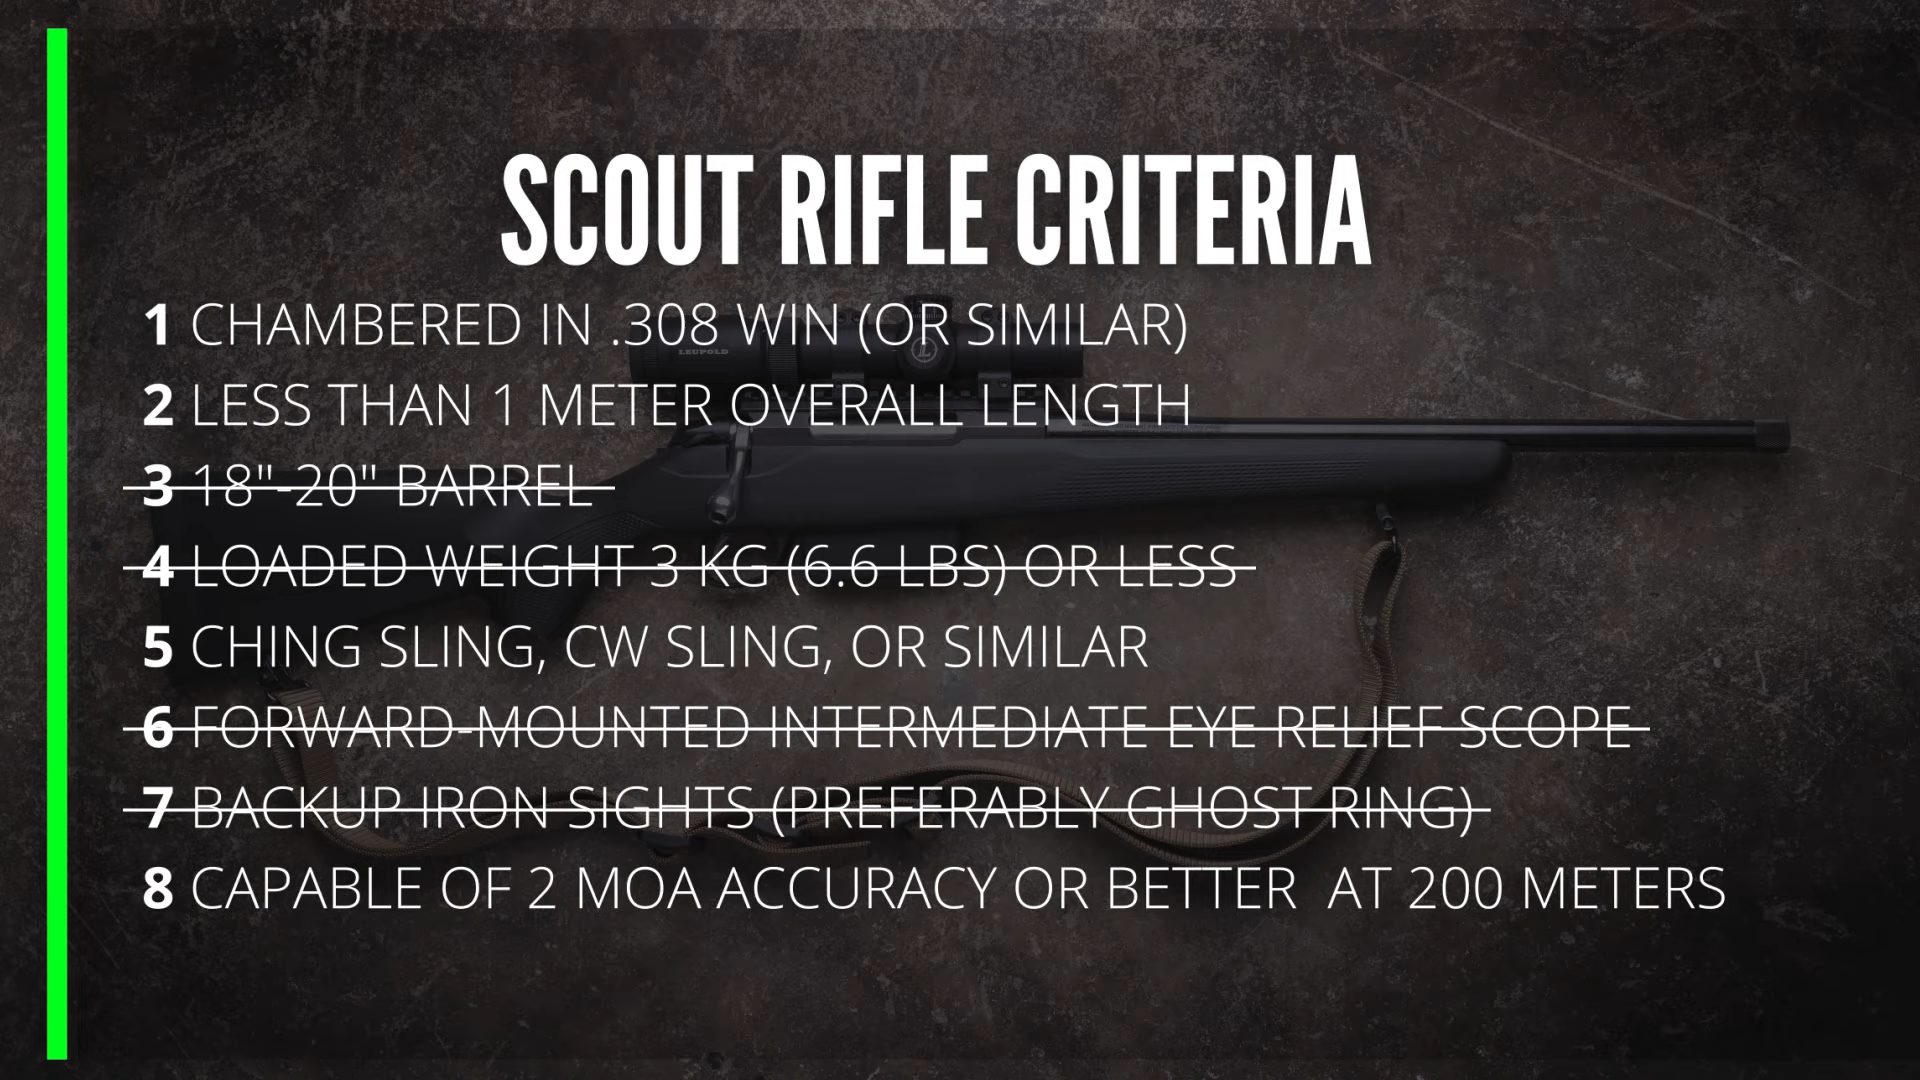 SCOUT RIFLE CRITERIA
1 CHAMBERED IN .308 WIN (OR SIMILAR)
LEUPOLD
2 LESS THAN 1 METER OVERALL LENGTH
3 18"-20" BARREL
4 LOADED WEIGHT 3 KG (6.6 LBS) OR LESS
5 CHING SLING, CW SLING, OR SIMILAR
6 FORWARD-MOUNTED INTERMEDIATE EYE RELIEF SCOPE
7 BACKUP IRON SIGHTS (PREFERABLY GHOST RING)
8 CAPABLE OF 2 MOA ACCURACY OR BETTER  AT 200 METERS